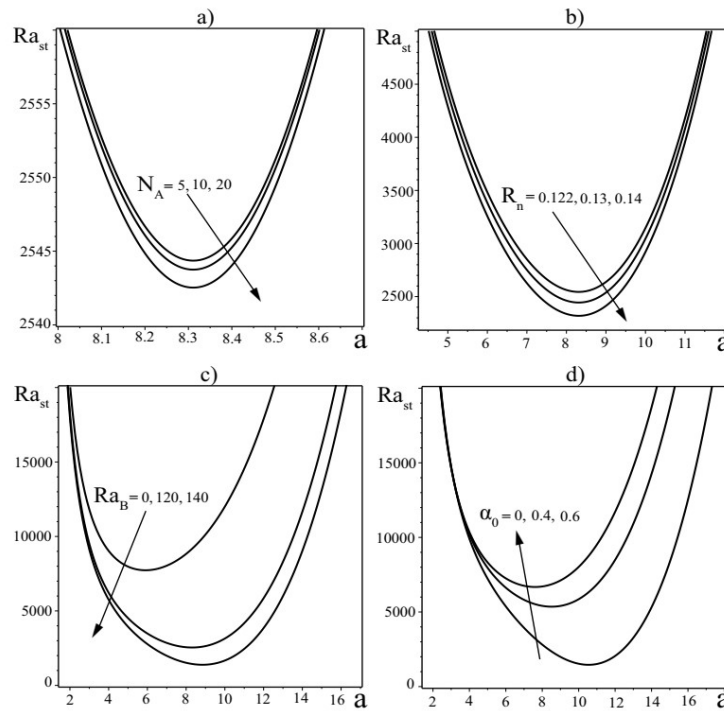 a)
Ra_st
2555
2550
2545
2540
N_A = 5, 10, 20
8 8.1 8.2 8.3 8.4 8.5 8.6 a
b)
Ra_st
4500
4000
3500
3000
2500
R_n = 0.122, 0.13, 0.14
5 6 7 8 9 10 11 a
c)
Ra_st
15000
10000
5000
0
Ra_B = 0, 120, 140
2 4 6 8 10 12 14 16 a
d)
Ra_st
15000
10000
5000
0
α_0 = 0, 0.4, 0.6
2 4 6 8 10 12 14 16 a